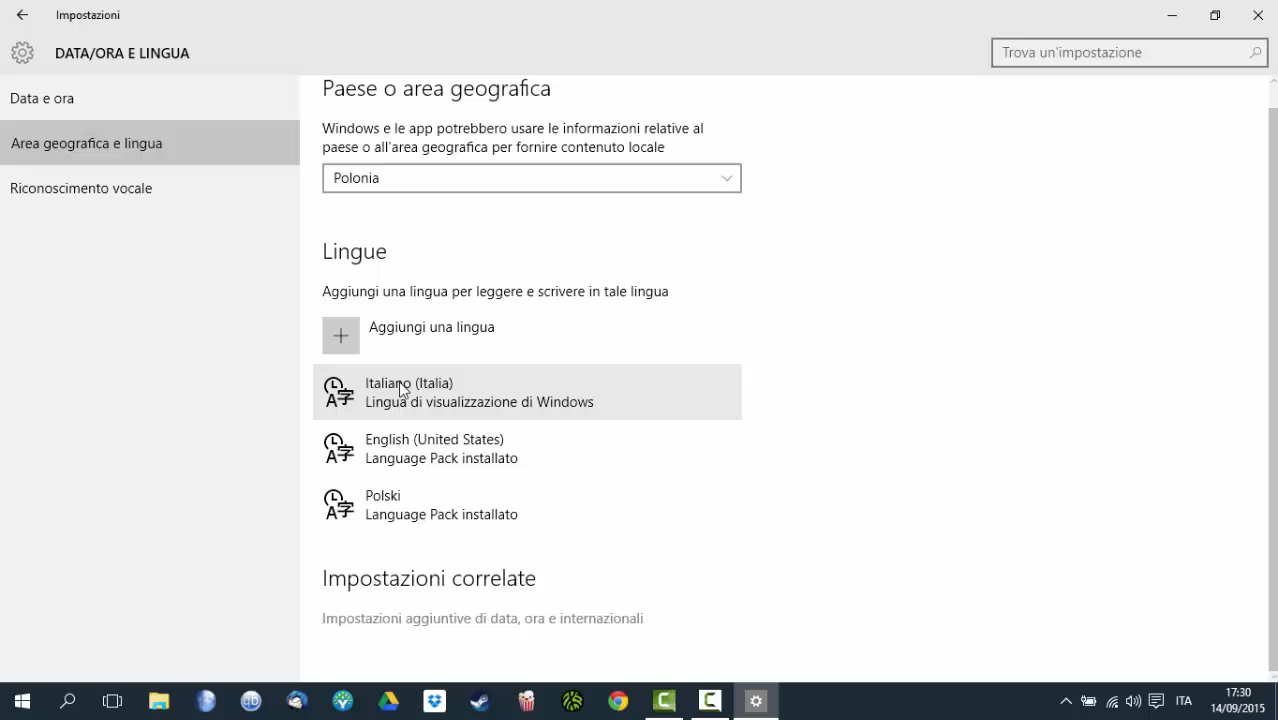 Impostazioni
DATA/ORA E LINGUA
Trova un'impostazione
Data e ora
Area geografica e lingua
Riconoscimento vocale
Paese o area geografica
Windows e le app potrebbero usare le informazioni relative al
paese o all'area geografica per fornire contenuto locale
Polonia
Lingue
Aggiungi una lingua per leggere e scrivere in tale lingua
Aggiungi una lingua
Italiano (Italia)
Lingua di visualizzazione di Windows
English (United States)
Language Pack installato
Polski
Language Pack installato
Impostazioni correlate
Impostazioni aggiuntive di data, ora e internazionali
ITA
17:30
14/09/2015